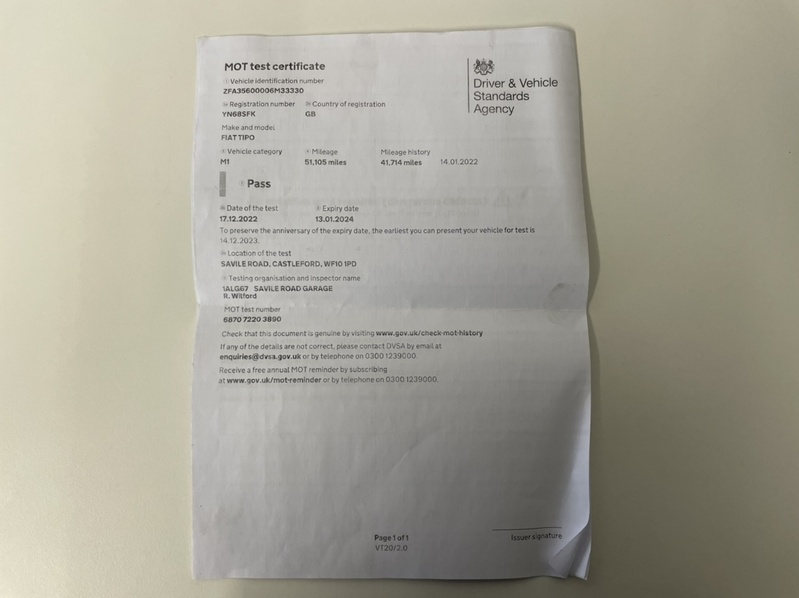 MOT test certificate
Driver & Vehicle
Standards
Agency
Vehicle identification number
ZFA35600006M33330
Registration number Country of registration
YN68SFK GB
Make and model
FIAT TIPO
Vehicle category Mileage Mileage history
M1 51,105 miles 41,714 miles 14.01.2022
Pass
Date of the test Expiry date
17.12.2022 13.01.2024
To preserve the anniversary of the expiry date, the earliest you can present your vehicle for test is
14.12.2023.
Location of the test
SAVILE ROAD, CASTLEFORD, WF10 1PD
Testing organisation and inspector name
1ALG67 SAVILE ROAD GARAGE
R. Wilford
MOT test number
6870 7220 3890
Check that this document is genuine by visiting www.gov.uk/check-mot-history
If any of the details are not correct, please contact DVSA by email at
enquiries@dvsa.gov.uk or by telephone on 0300 1239000.
Receive a free annual MOT reminder by subscribing
at www.gov.uk/mot-reminder or by telephone on 0300 1239000.
Issuer signature
Page 1 of 1
VT20/2.0